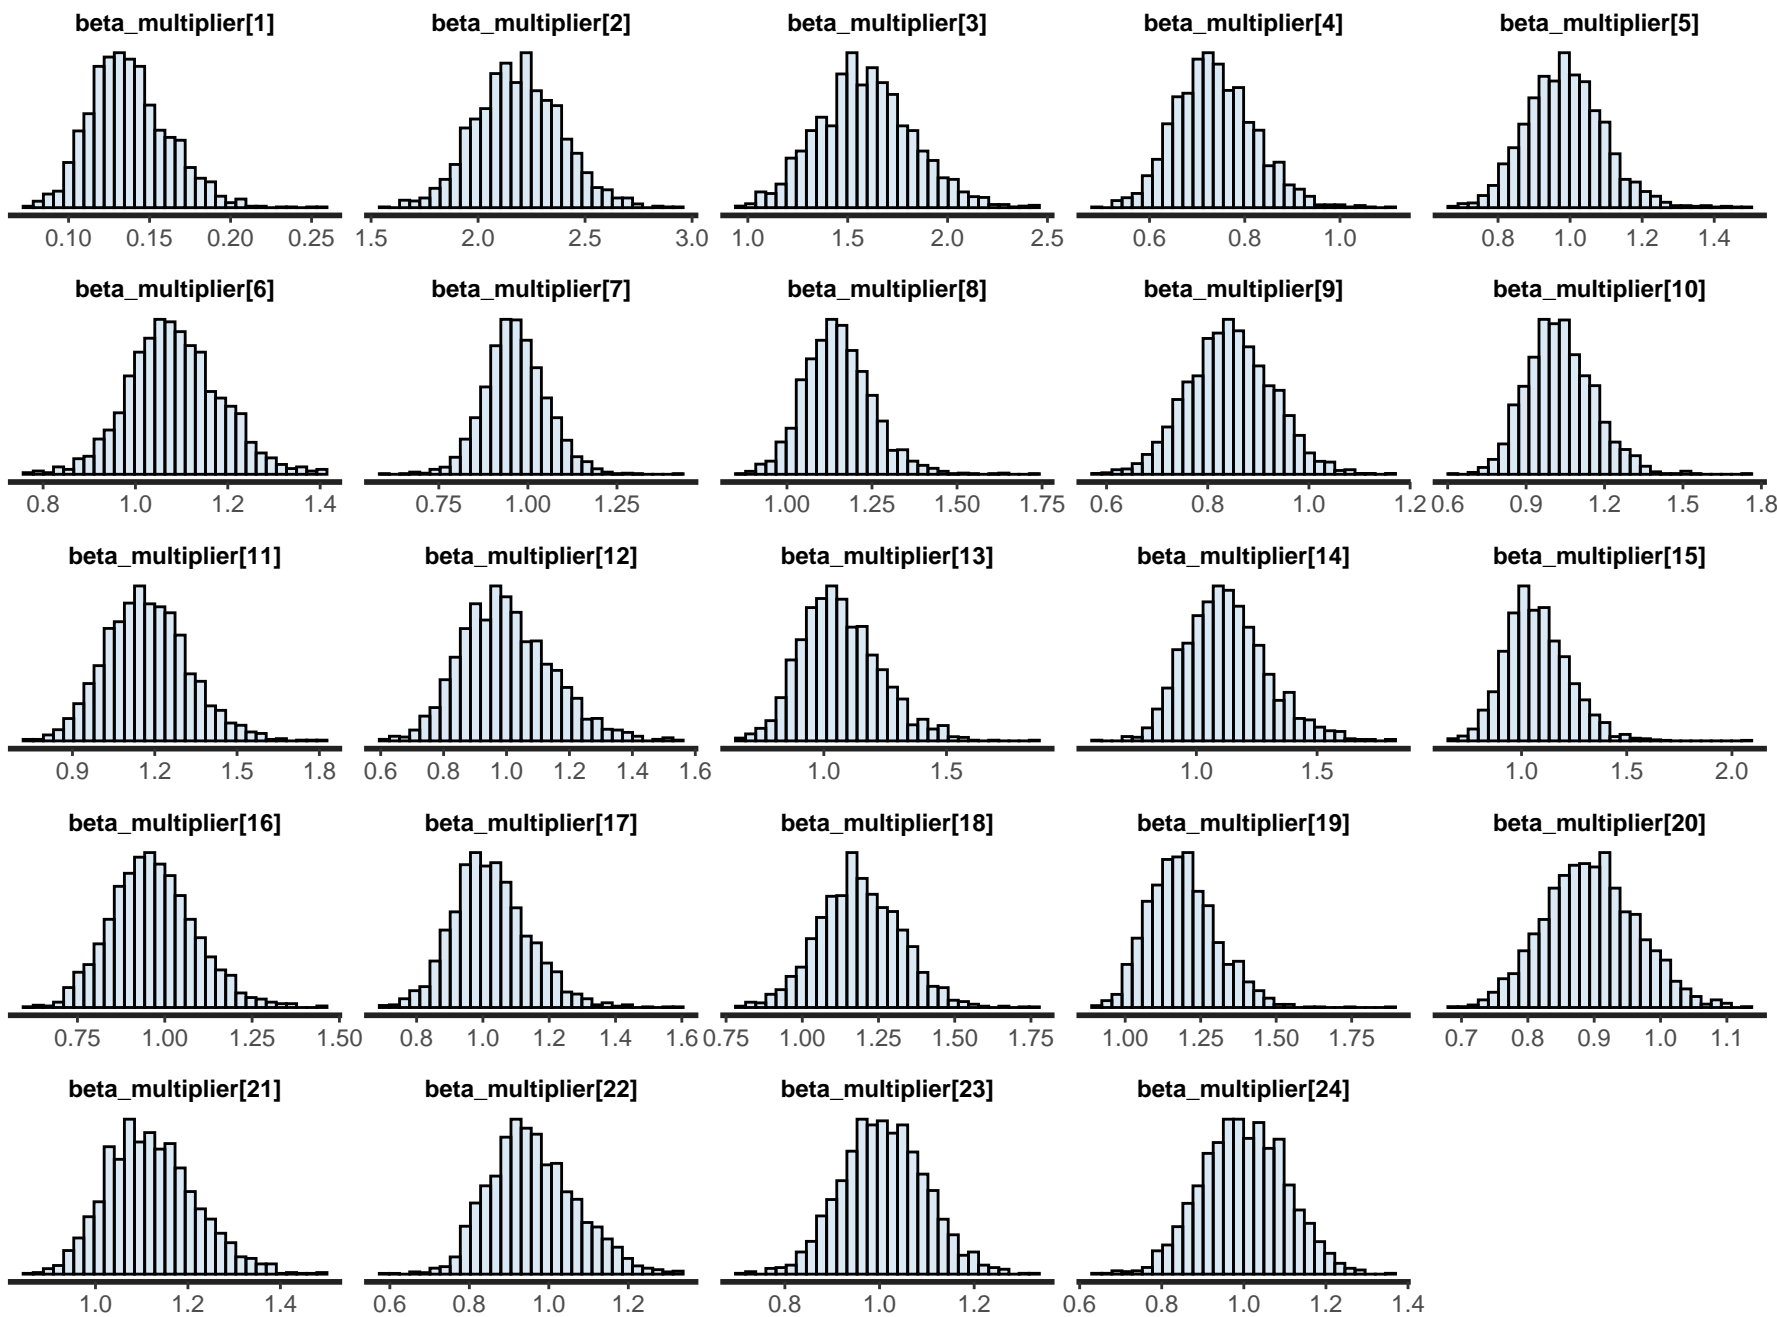 beta_multiplier[1] beta_multiplier[2] beta_multiplier[3] beta_multiplier[4] beta_multiplier[5]
0.10 0.15 0.20 0.25 1.5 2.0 2.5 3.0 1.0 1.5 2.0 2.5 0.6 0.8 1.0 0.8 1.0 1.2 1.4
beta_multiplier[6] beta_multiplier[7] beta_multiplier[8] beta_multiplier[9] beta_multiplier[10]
0.8 1.0 1.2 1.4 0.75 1.00 1.25 1.00 1.25 1.50 1.75 0.6 0.8 1.0 1.2 0.6 0.9 1.2 1.5 1.8
beta_multiplier[11] beta_multiplier[12] beta_multiplier[13] beta_multiplier[14] beta_multiplier[15]
0.9 1.2 1.5 1.8 0.6 0.8 1.0 1.2 1.4 1.6 1.0 1.5 1.0 1.5 1.0 1.5 2.0
beta_multiplier[16] beta_multiplier[17] beta_multiplier[18] beta_multiplier[19] beta_multiplier[20]
0.75 1.00 1.25 1.50 0.8 1.0 1.2 1.4 1.6 0.75 1.00 1.25 1.50 1.75 1.00 1.25 1.50 1.75 0.7 0.8 0.9 1.0 1.1
beta_multiplier[21] beta_multiplier[22] beta_multiplier[23] beta_multiplier[24]
1.0 1.2 1.4 0.6 0.8 1.0 1.2 0.8 1.0 1.2 0.6 0.8 1.0 1.2 1.4